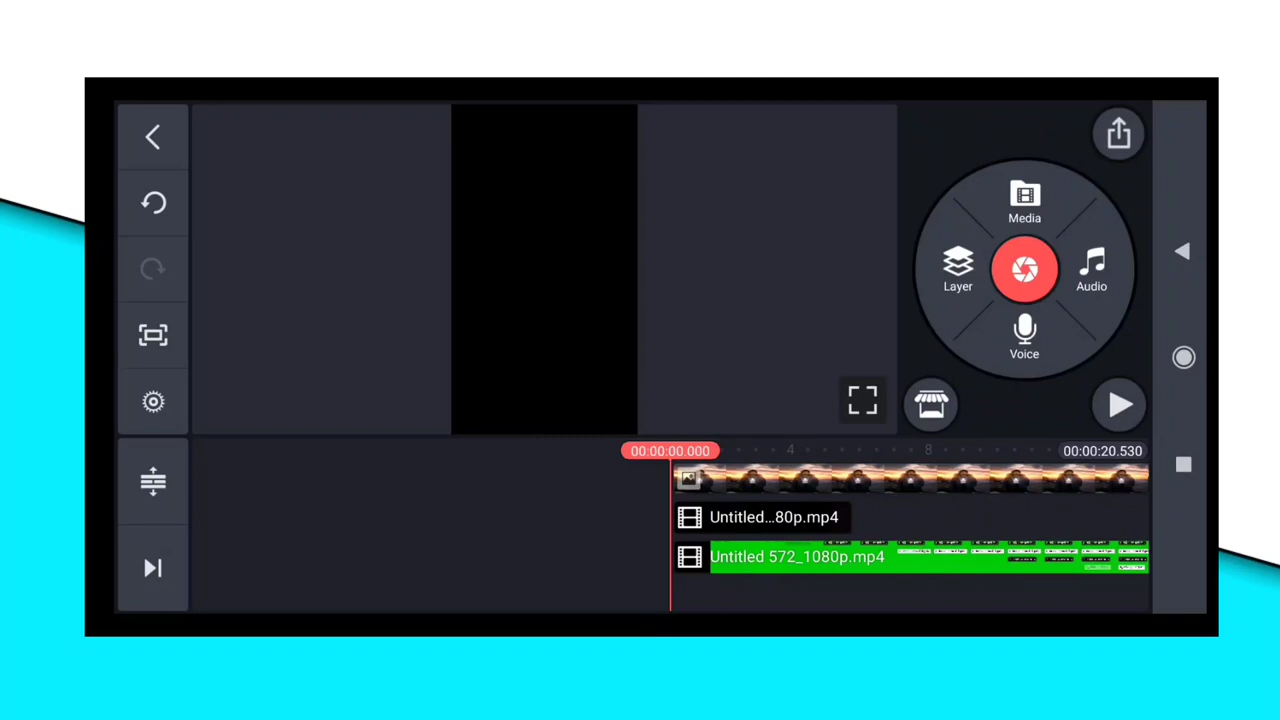 Media
Layer
Audio
Voice
00:00:00.000
4
8
00:00:20.530
Untitled...80p.mp4
Untitled 572_1080p.mp4